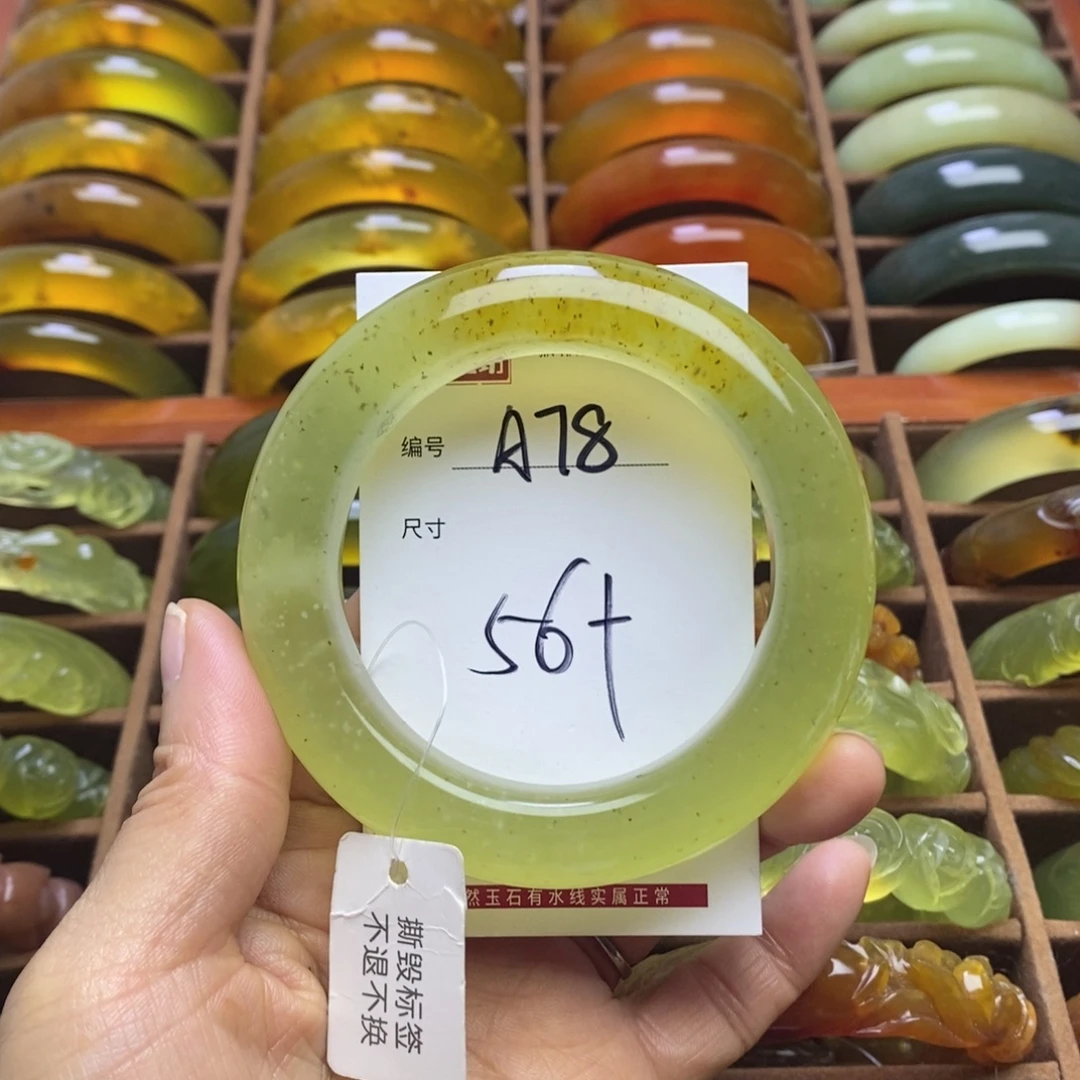 编号 A78
尺寸
56+
然玉石有水线实属正常
撕毁标签
不退不换